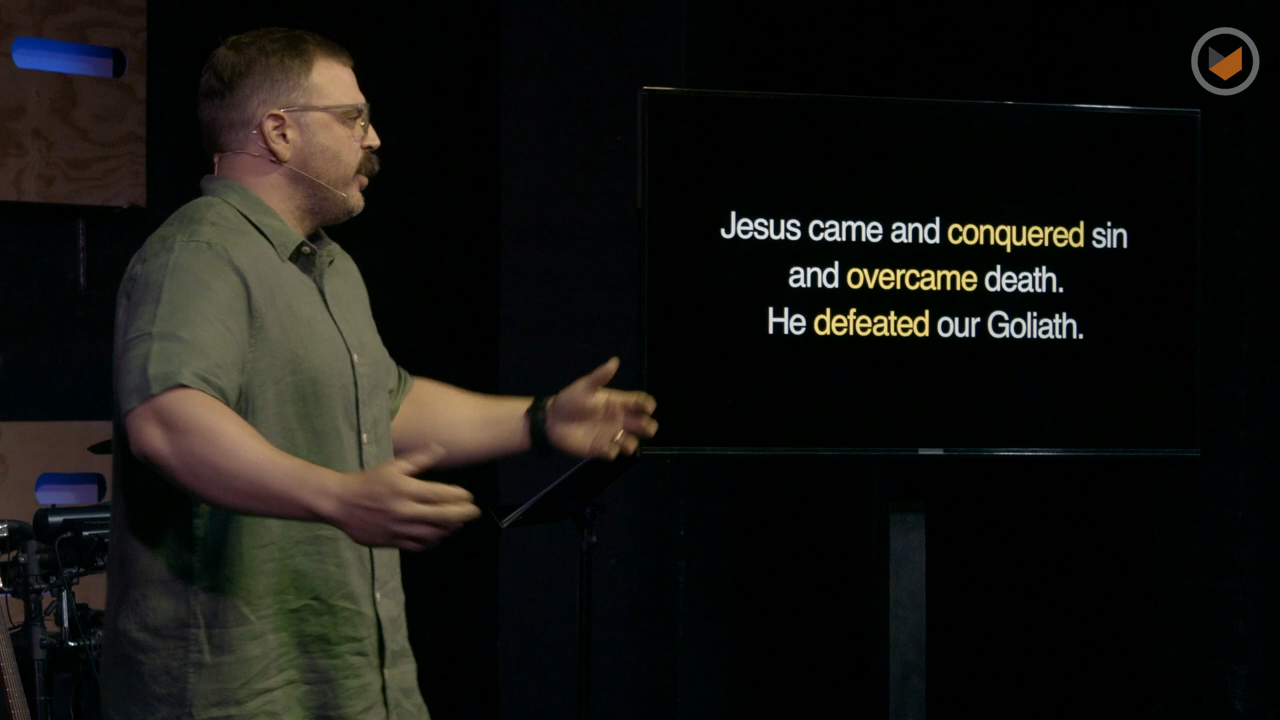 Jesus came and conquered sin
and overcame death.
He defeated our Goliath.